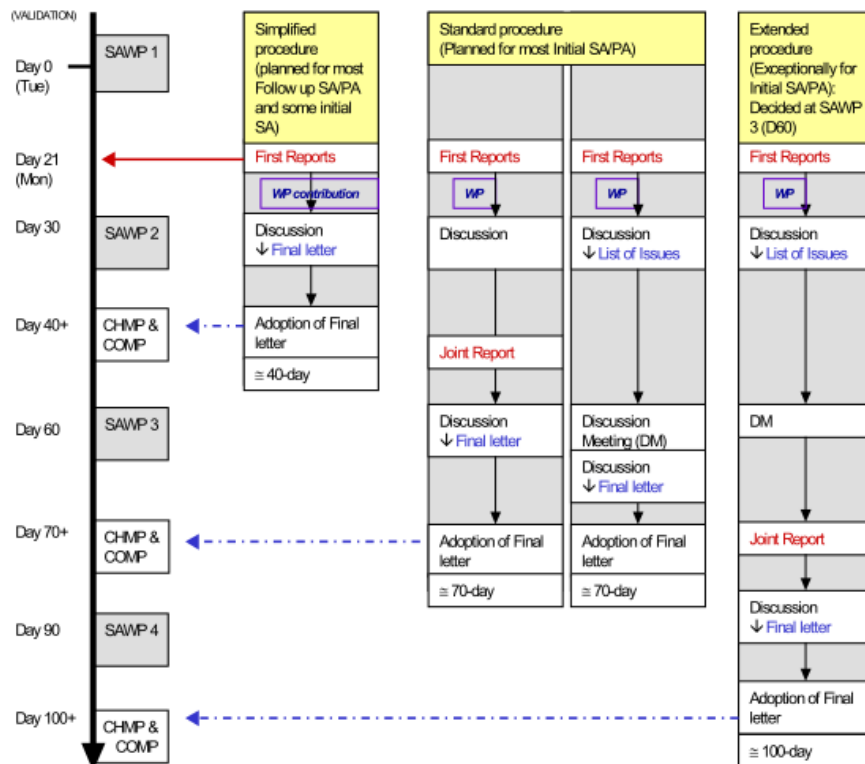 (VALIDATION)
Day 0
(Tue)
SAWP 1
Day 21
(Mon)
Day 30
SAWP 2
Day 40+
CHMP &
COMP
Day 60
SAWP 3
Day 70+
CHMP &
COMP
Day 90
SAWP 4
Day 100+
CHMP &
COMP
Simplified
procedure
(planned for most
Follow up SA/PA
and some initial
SA)
First Reports
WP contribution
Discussion
↓ Final letter
Adoption of Final
letter
≅ 40-day
Standard procedure
(Planned for most Initial SA/PA)
First Reports
WP
Discussion
Joint Report
Discussion
↓ Final letter
Adoption of Final
letter
≅ 70-day
First Reports
WP
Discussion
↓ List of Issues
Discussion
Meeting (DM)
Discussion
↓ Final letter
Adoption of Final
letter
≅ 70-day
Extended
procedure
(Exceptionally for
Initial SA/PA):
Decided at SAWP
3 (D60)
First Reports
WP
Discussion
↓ List of Issues
DM
Joint Report
Discussion
↓ Final letter
Adoption of Final
letter
≅ 100-day